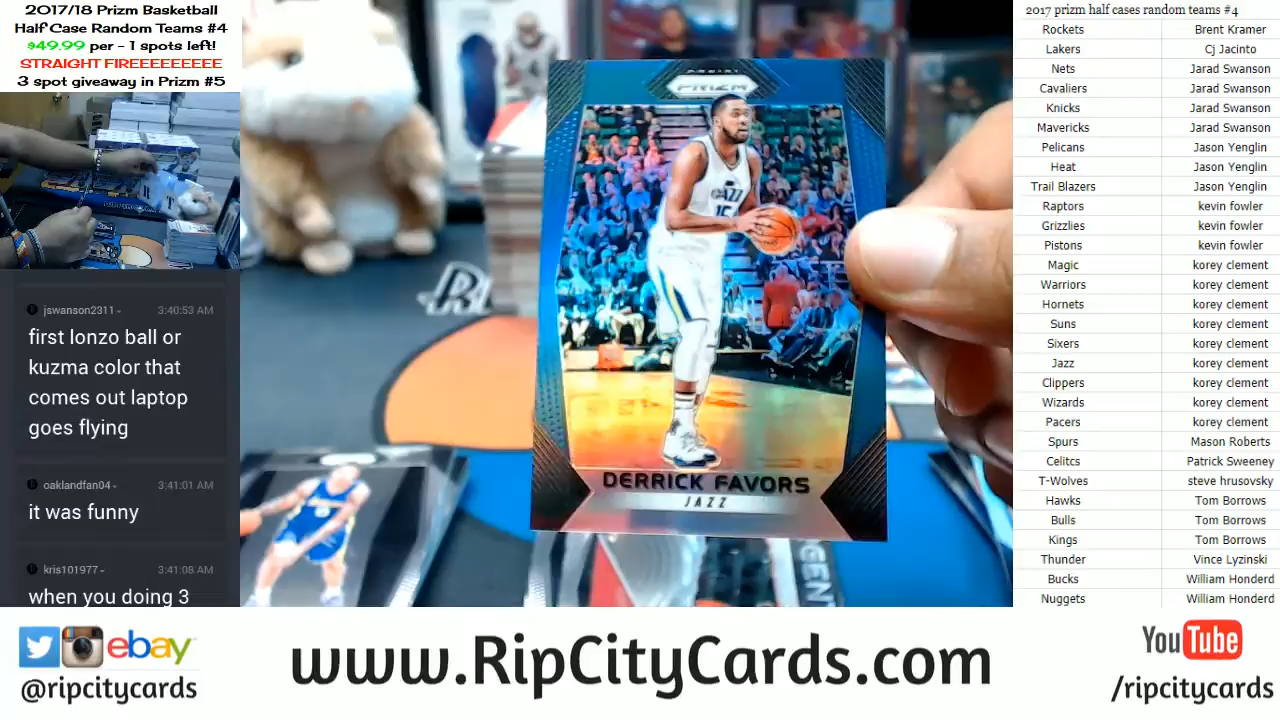 2017/18 Prizm Basketball
Half Case Random Teams #4
$49.99 per - 1 spots left!
STRAIGHT FIREEEEEEEEE
3 spot giveaway in Prizm #5
jswanson2311
3:40:53 AM
first lonzo ball or
kuzma color that
comes out laptop
goes flying
oaklandfan04
3:41:01 AM
it was funny
kris101977
3:41:08 AM
when you doing 3
PANINI
PRIZM
JAZZ
15
DERRICK FAVORS
JAZZ
2017 prizm half cases random teams #4
Rockets Brent Kramer
Lakers Cj Jacinto
Nets Jarad Swanson
Cavaliers Jarad Swanson
Knicks Jarad Swanson
Mavericks Jarad Swanson
Pelicans Jason Yenglin
Heat Jason Yenglin
Trail Blazers Jason Yenglin
Raptors kevin fowler
Grizzlies kevin fowler
Pistons kevin fowler
Magic korey clement
Warriors korey clement
Hornets korey clement
Suns korey clement
Sixers korey clement
Jazz korey clement
Clippers korey clement
Wizards korey clement
Pacers korey clement
Spurs Mason Roberts
Celitcs Patrick Sweeney
T-Wolves steve hrusovsky
Hawks Tom Borrows
Bulls Tom Borrows
Kings Tom Borrows
Thunder Vince Lyzinski
Bucks William Honderd
Nuggets William Honderd
ebay
@ripcitycards
www.RipCityCards.com
YouTube
/ripcitycards